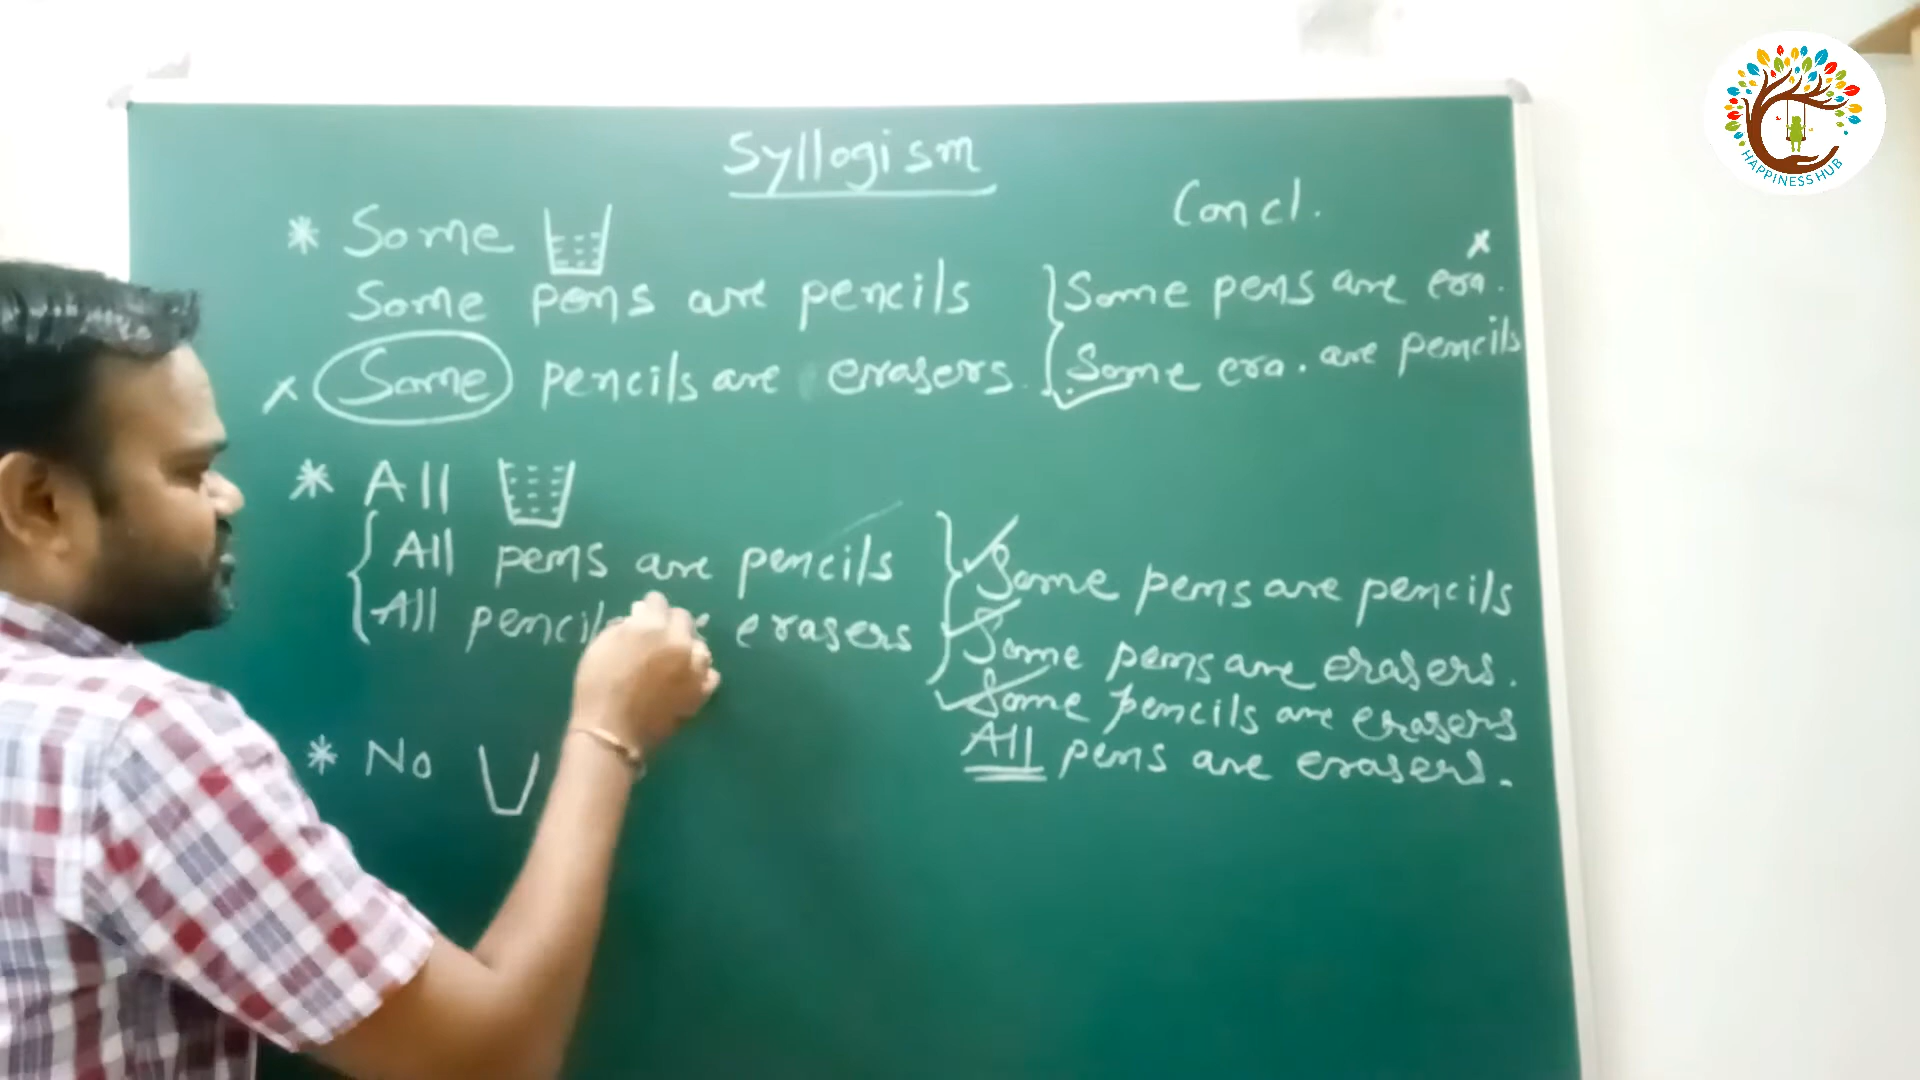 Syllogism
* Some
Some pens are pencils
x Some pencils are erasers.
Concl.
Some pens are era. x
Some era. are pencils
* All
All pens are pencils
All pencils erasers
Some pens are pencils
Some pens are erasers.
Some pencils are erasers
All pens are erasers.
* No
HAPPINESS HUB